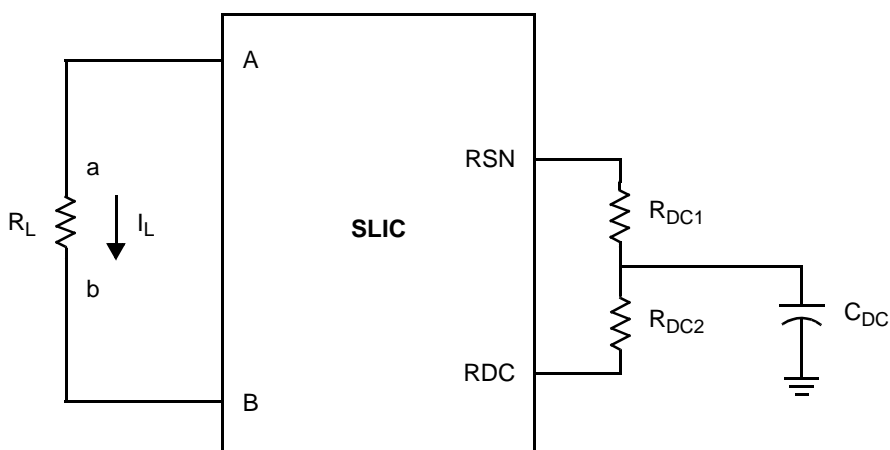 A
RSN
a
R_DC1
R_L
I_L
SLIC
b
R_DC2
C_DC
RDC
B